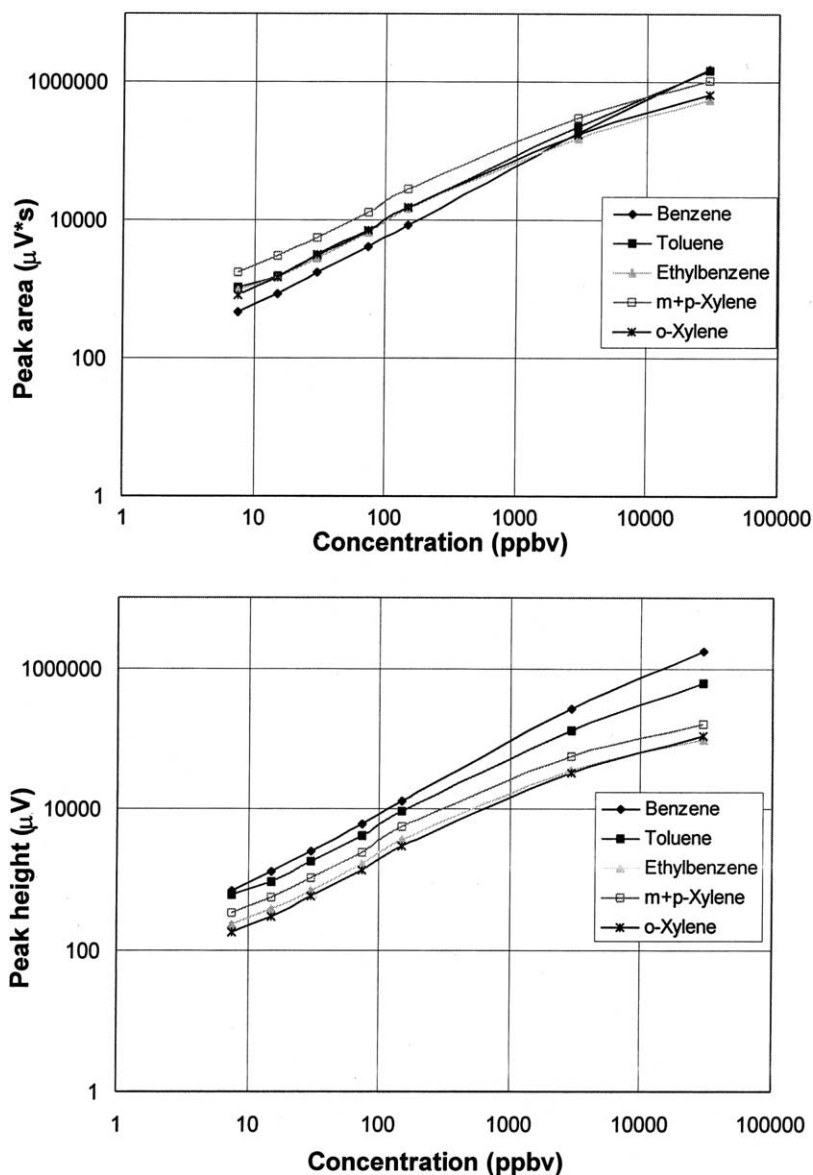 1000000
10000
100
1
Peak area (μV*s)
1 10 100 1000 10000 100000
Concentration (ppbv)
Benzene
Toluene
Ethylbenzene
m+p-Xylene
o-Xylene
1000000
10000
100
1
Peak height (μV)
1 10 100 1000 10000 100000
Concentration (ppbv)
Benzene
Toluene
Ethylbenzene
m+p-Xylene
o-Xylene